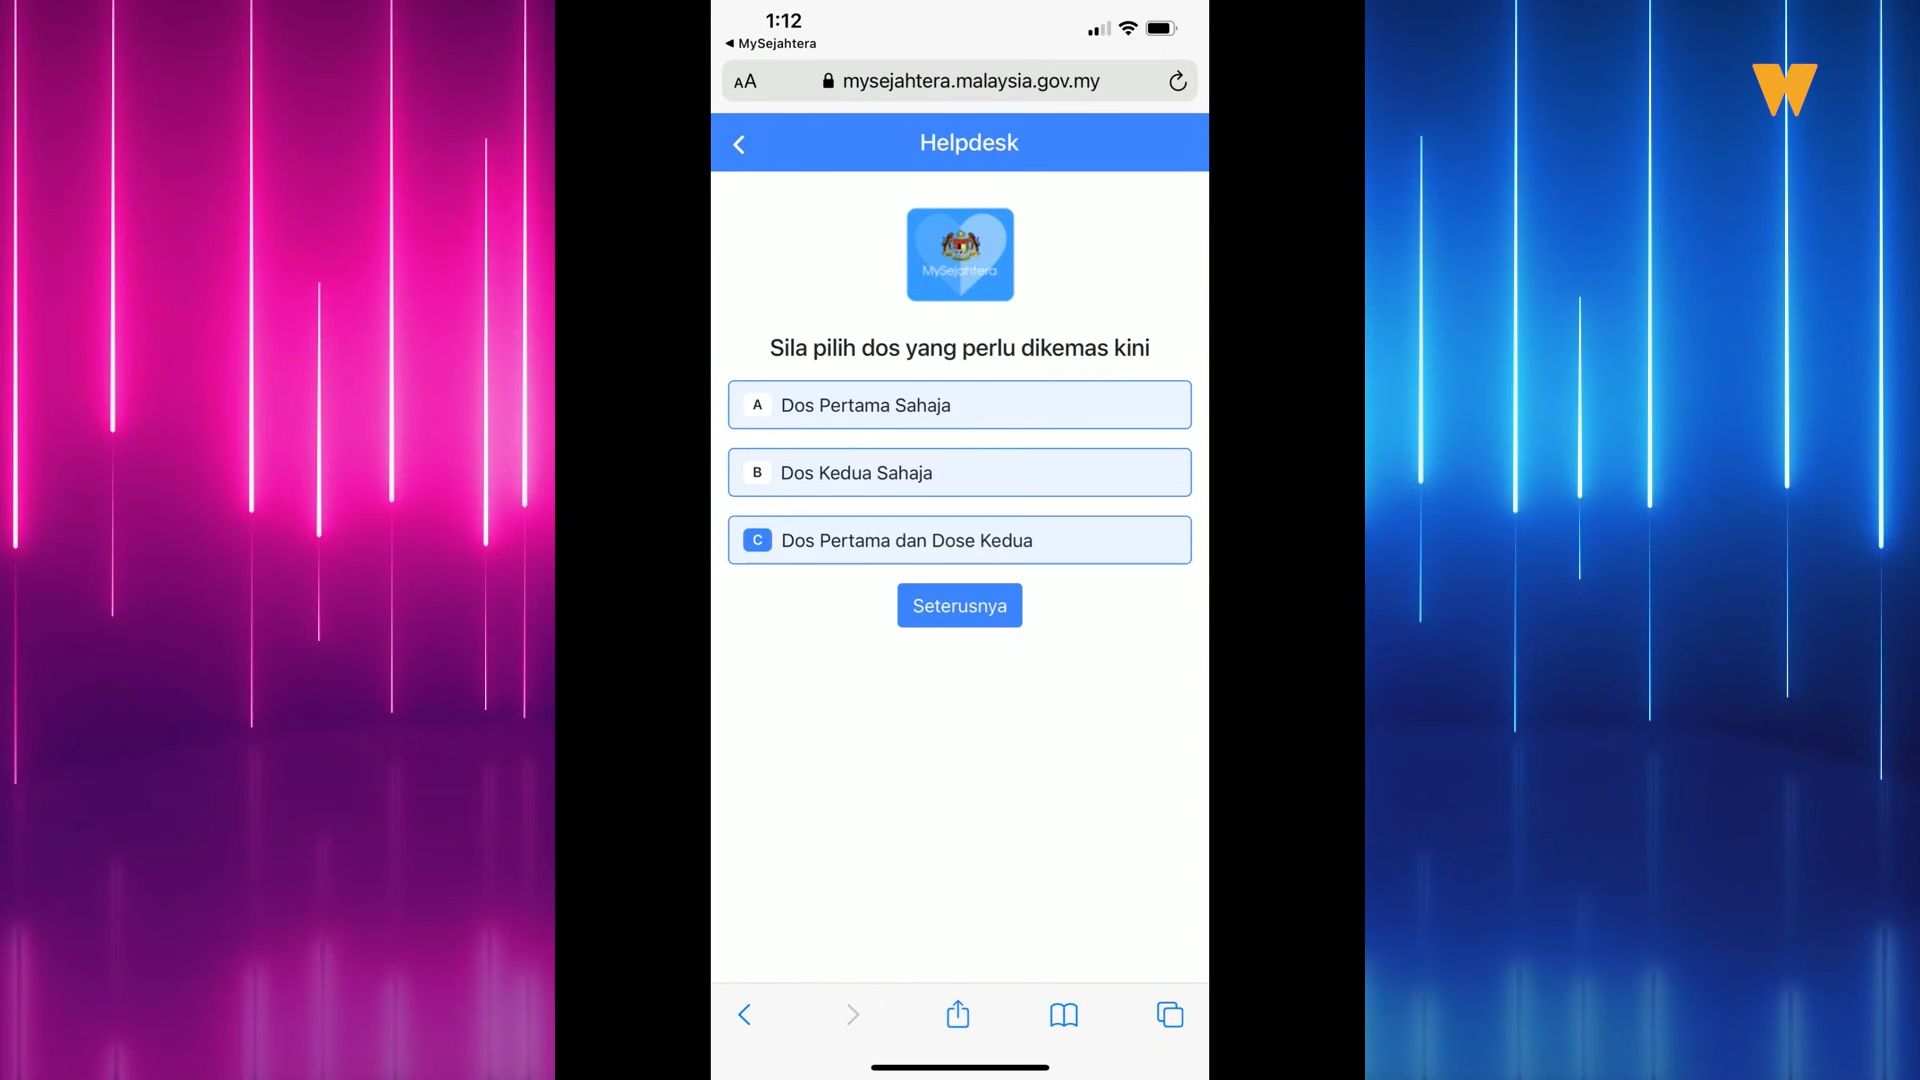 1:12
◀ MySejahtera
AA mysejahtera.malaysia.gov.my
Helpdesk
MySejahtera
Sila pilih dos yang perlu dikemas kini
A Dos Pertama Sahaja
B Dos Kedua Sahaja
C Dos Pertama dan Dose Kedua
Seterusnya
W